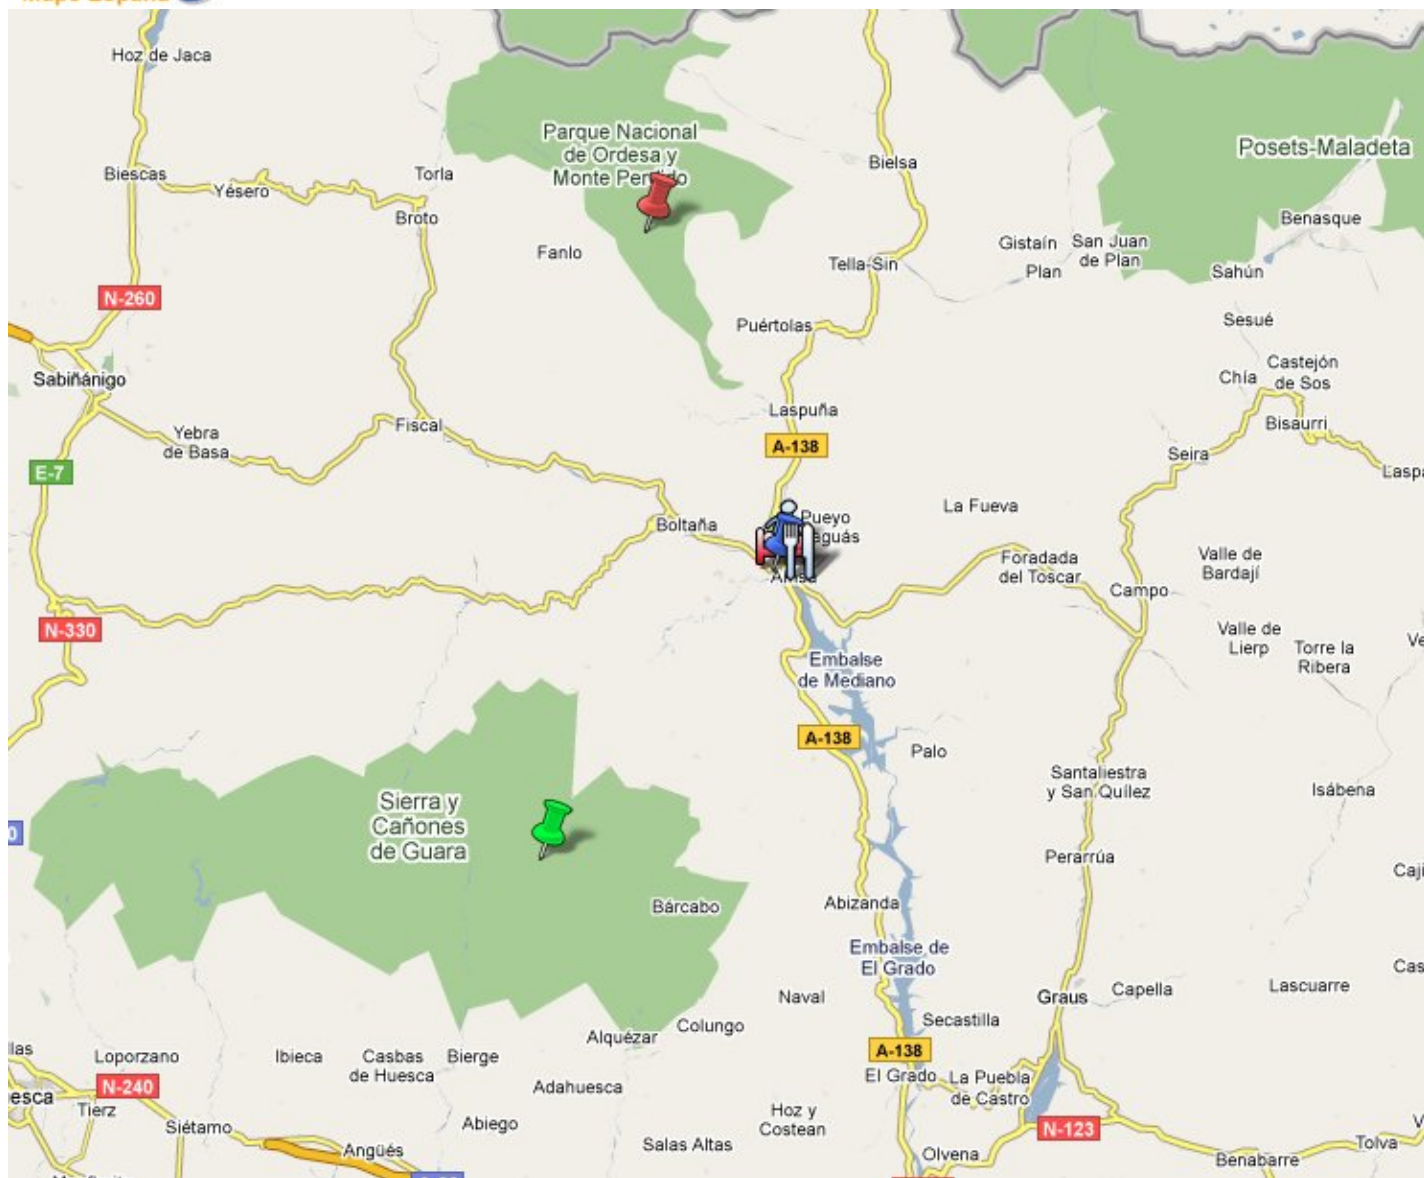 Maps España
Hoz de Jaca
Parque Nacional
de Ordesa y
Monte Perdido
Posets-Maladeta
Biescas
Yésero
Torla
Broto
Bielsa
Benasque
Fanlo
Tella-Sin
Gistaín
Plan
San Juan
de Plan
Sahún
N-260
Puértolas
Sesué
Sabiñánigo
Chía
Castejón
de Sos
Laspuña
Fiscal
Bisaurri
Yebra
de Basa
A-138
Seira
E-7
La Fueva
Boltaña
Pueyo
Foradada
del Toscar
Valle de
Bardají
Campo
N-330
Valle de
Lierp
Torre la
Ribera
Embalse
de Mediano
A-138
Palo
Santaliestra
y San Quílez
Isábena
Sierra y
Cañones
de Guara
Perarrúa
Bárcabo
Abizanda
Embalse de
El Grado
Naval
Graus
Capella
Lascuarre
Secastilla
Colungo
Alquézar
Loporzano
Ibieca
Casbas
de Huesca
Bierge
A-138
El Grado
La Puebla
de Castro
N-240
Adahuesca
Tierz
Siétamo
Abiego
Hoz y
Costean
N-123
Angüés
Salas Altas
Olvena
Benabarre
Tolva